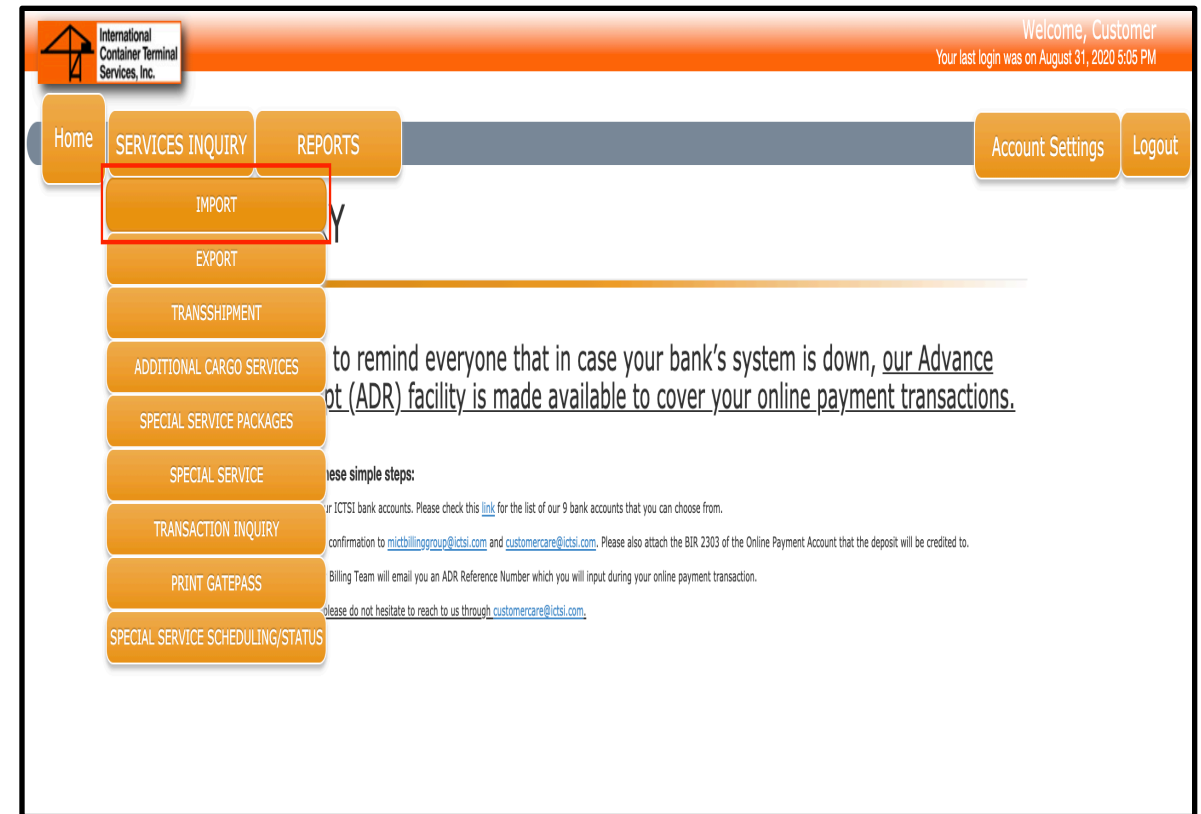 International
Container Terminal
Services, Inc.
Welcome, Customer
Your last login was on August 31, 2020 5:05 PM
Home
SERVICES INQUIRY
REPORTS
Account Settings
Logout
IMPORT
Y
EXPORT
TRANSSHIPMENT
ADDITIONAL CARGO SERVICES
to remind everyone that in case your bank's system is down, our Advance
SPECIAL SERVICE PACKAGES
pt (ADR) facility is made available to cover your online payment transactions.
SPECIAL SERVICE
hese simple steps:
ur ICTSI bank accounts. Please check this link for the list of our 9 bank accounts that you can choose from.
TRANSACTION INQUIRY
confirmation to mictbillinggroup@ictsi.com and customercare@ictsi.com. Please also attach the BIR 2303 of the Online Payment Account that the deposit will be credited to.
PRINT GATEPASS
Billing Team will email you an ADR Reference Number which you will input during your online payment transaction.
please do not hesitate to reach to us through customercare@ictsi.com.
SPECIAL SERVICE SCHEDULING/STATUS